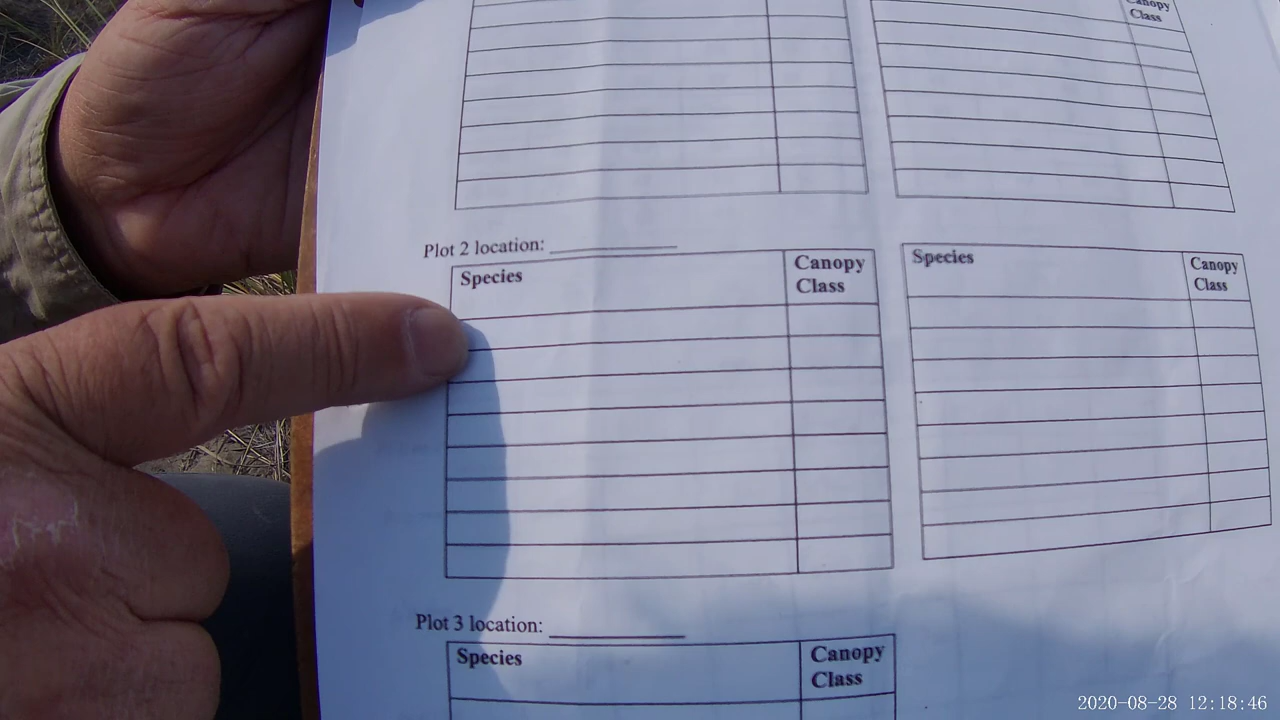 Canopy
Class
Plot 2 location:
Species
Canopy
Class
Species
Canopy
Class
Plot 3 location:
Species
Canopy
Class
2020-08-28 12:18:46